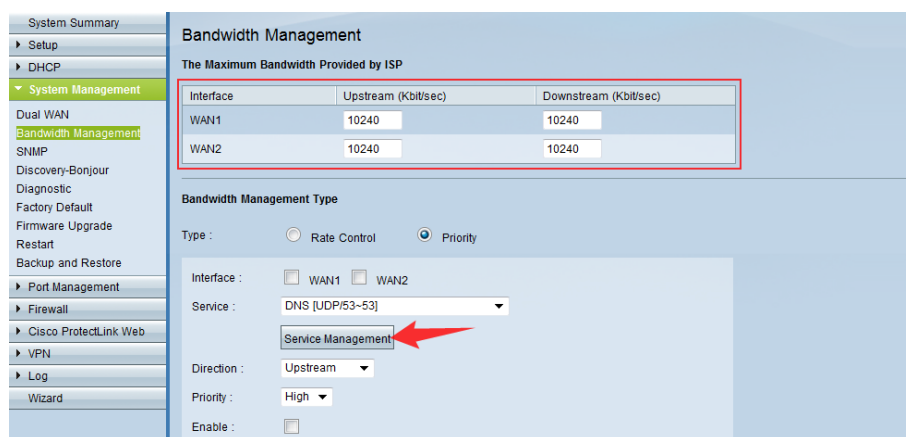 System Summary
Setup
DHCP
System Management
Dual WAN
Bandwidth Management
SNMP
Discovery-Bonjour
Diagnostic
Factory Default
Firmware Upgrade
Restart
Backup and Restore
Port Management
Firewall
Cisco ProtectLink Web
VPN
Log
Wizard
Bandwidth Management
The Maximum Bandwidth Provided by ISP
Interface Upstream (Kbit/sec) Downstream (Kbit/sec)
WAN1 10240 10240
WAN2 10240 10240
Bandwidth Management Type
Type : Rate Control Priority
Interface : WAN1 WAN2
Service : DNS [UDP/53~53]
Service Management
Direction : Upstream
Priority : High
Enable :